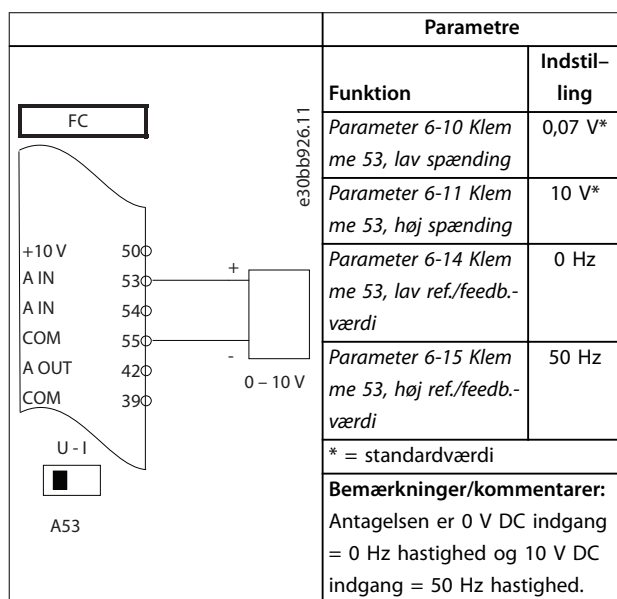 Parametre
Funktion
Indstil–
ling
Parameter 6-10 Klem
me 53, lav spænding
0,07 V*
Parameter 6-11 Klem
me 53, høj spænding
10 V*
Parameter 6-14 Klem
me 53, lav ref./feedb.-
værdi
0 Hz
Parameter 6-15 Klem
me 53, høj ref./feedb.-
værdi
50 Hz
* = standardværdi
Bemærkninger/kommentarer:
Antagelsen er 0 V DC indgang
= 0 Hz hastighed og 10 V DC
indgang = 50 Hz hastighed.
FC
e30bb926.11
+10 V 50
A IN 53
A IN 54
COM 55
A OUT 42
COM 39
+
-
0 – 10 V
U - I
A53